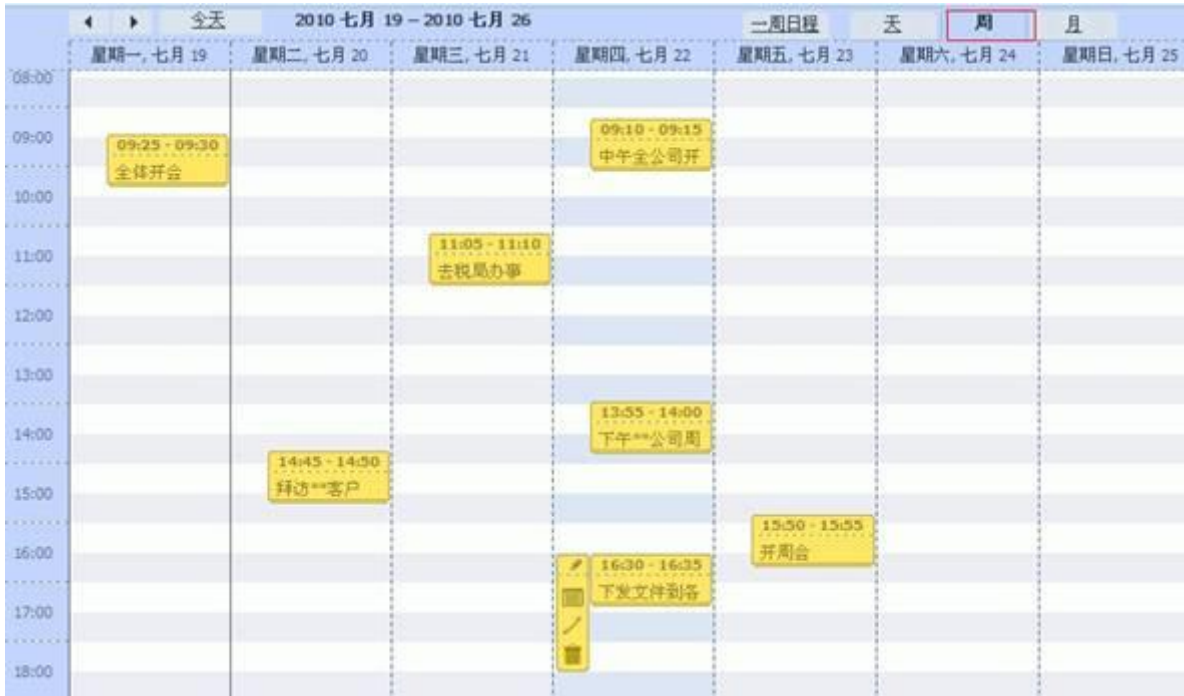 今天 2010 七月 19 – 2010 七月 26 一周日程 天 周 月
星期一, 七月 19 星期二, 七月 20 星期三, 七月 21 星期四, 七月 22 星期五, 七月 23 星期六, 七月 24 星期日, 七月 25
08:00
09:10 - 09:15
09:00
09:25 - 09:30
中午全公司开
全体开会
10:00
11:05 - 11:10
11:00
去税局办事
12:00
13:00
13:55 - 14:00
14:00
下午**公司周
14:45 - 14:50
拜访**客户
15:00
15:50 - 15:55
16:00
开周会
16:30 - 16:35
下发文件到各
17:00
18:00